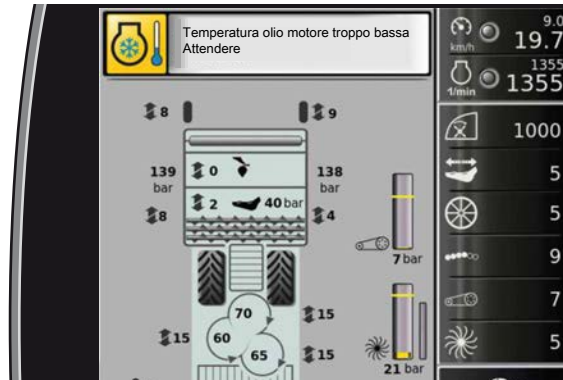 Temperatura olio motore troppo bassa
Attendere
9.0
km/h
19.7
1355
1/min
1355
8
9
139
bar
0
138
bar
2
40 bar
8
4
7 bar
70
15
15
60
65
15
21 bar
1000
5
5
9
7
5